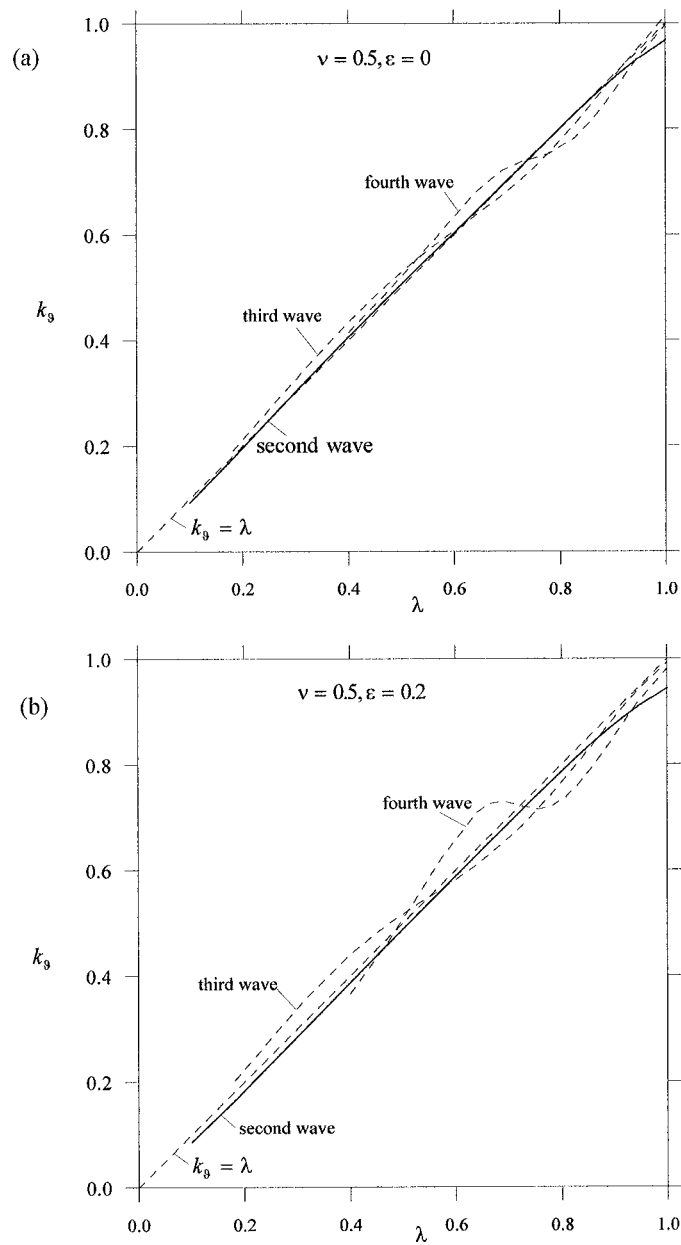 (a)
ν = 0.5, ε = 0
1.0
0.8
0.6
0.4
0.2
0.0
k_ϑ
fourth wave
third wave
second wave
k_ϑ = λ
0.0 0.2 0.4 0.6 0.8 1.0
λ
(b)
ν = 0.5, ε = 0.2
1.0
0.8
0.6
0.4
0.2
0.0
k_ϑ
fourth wave
third wave
second wave
k_ϑ = λ
0.0 0.2 0.4 0.6 0.8 1.0
λ